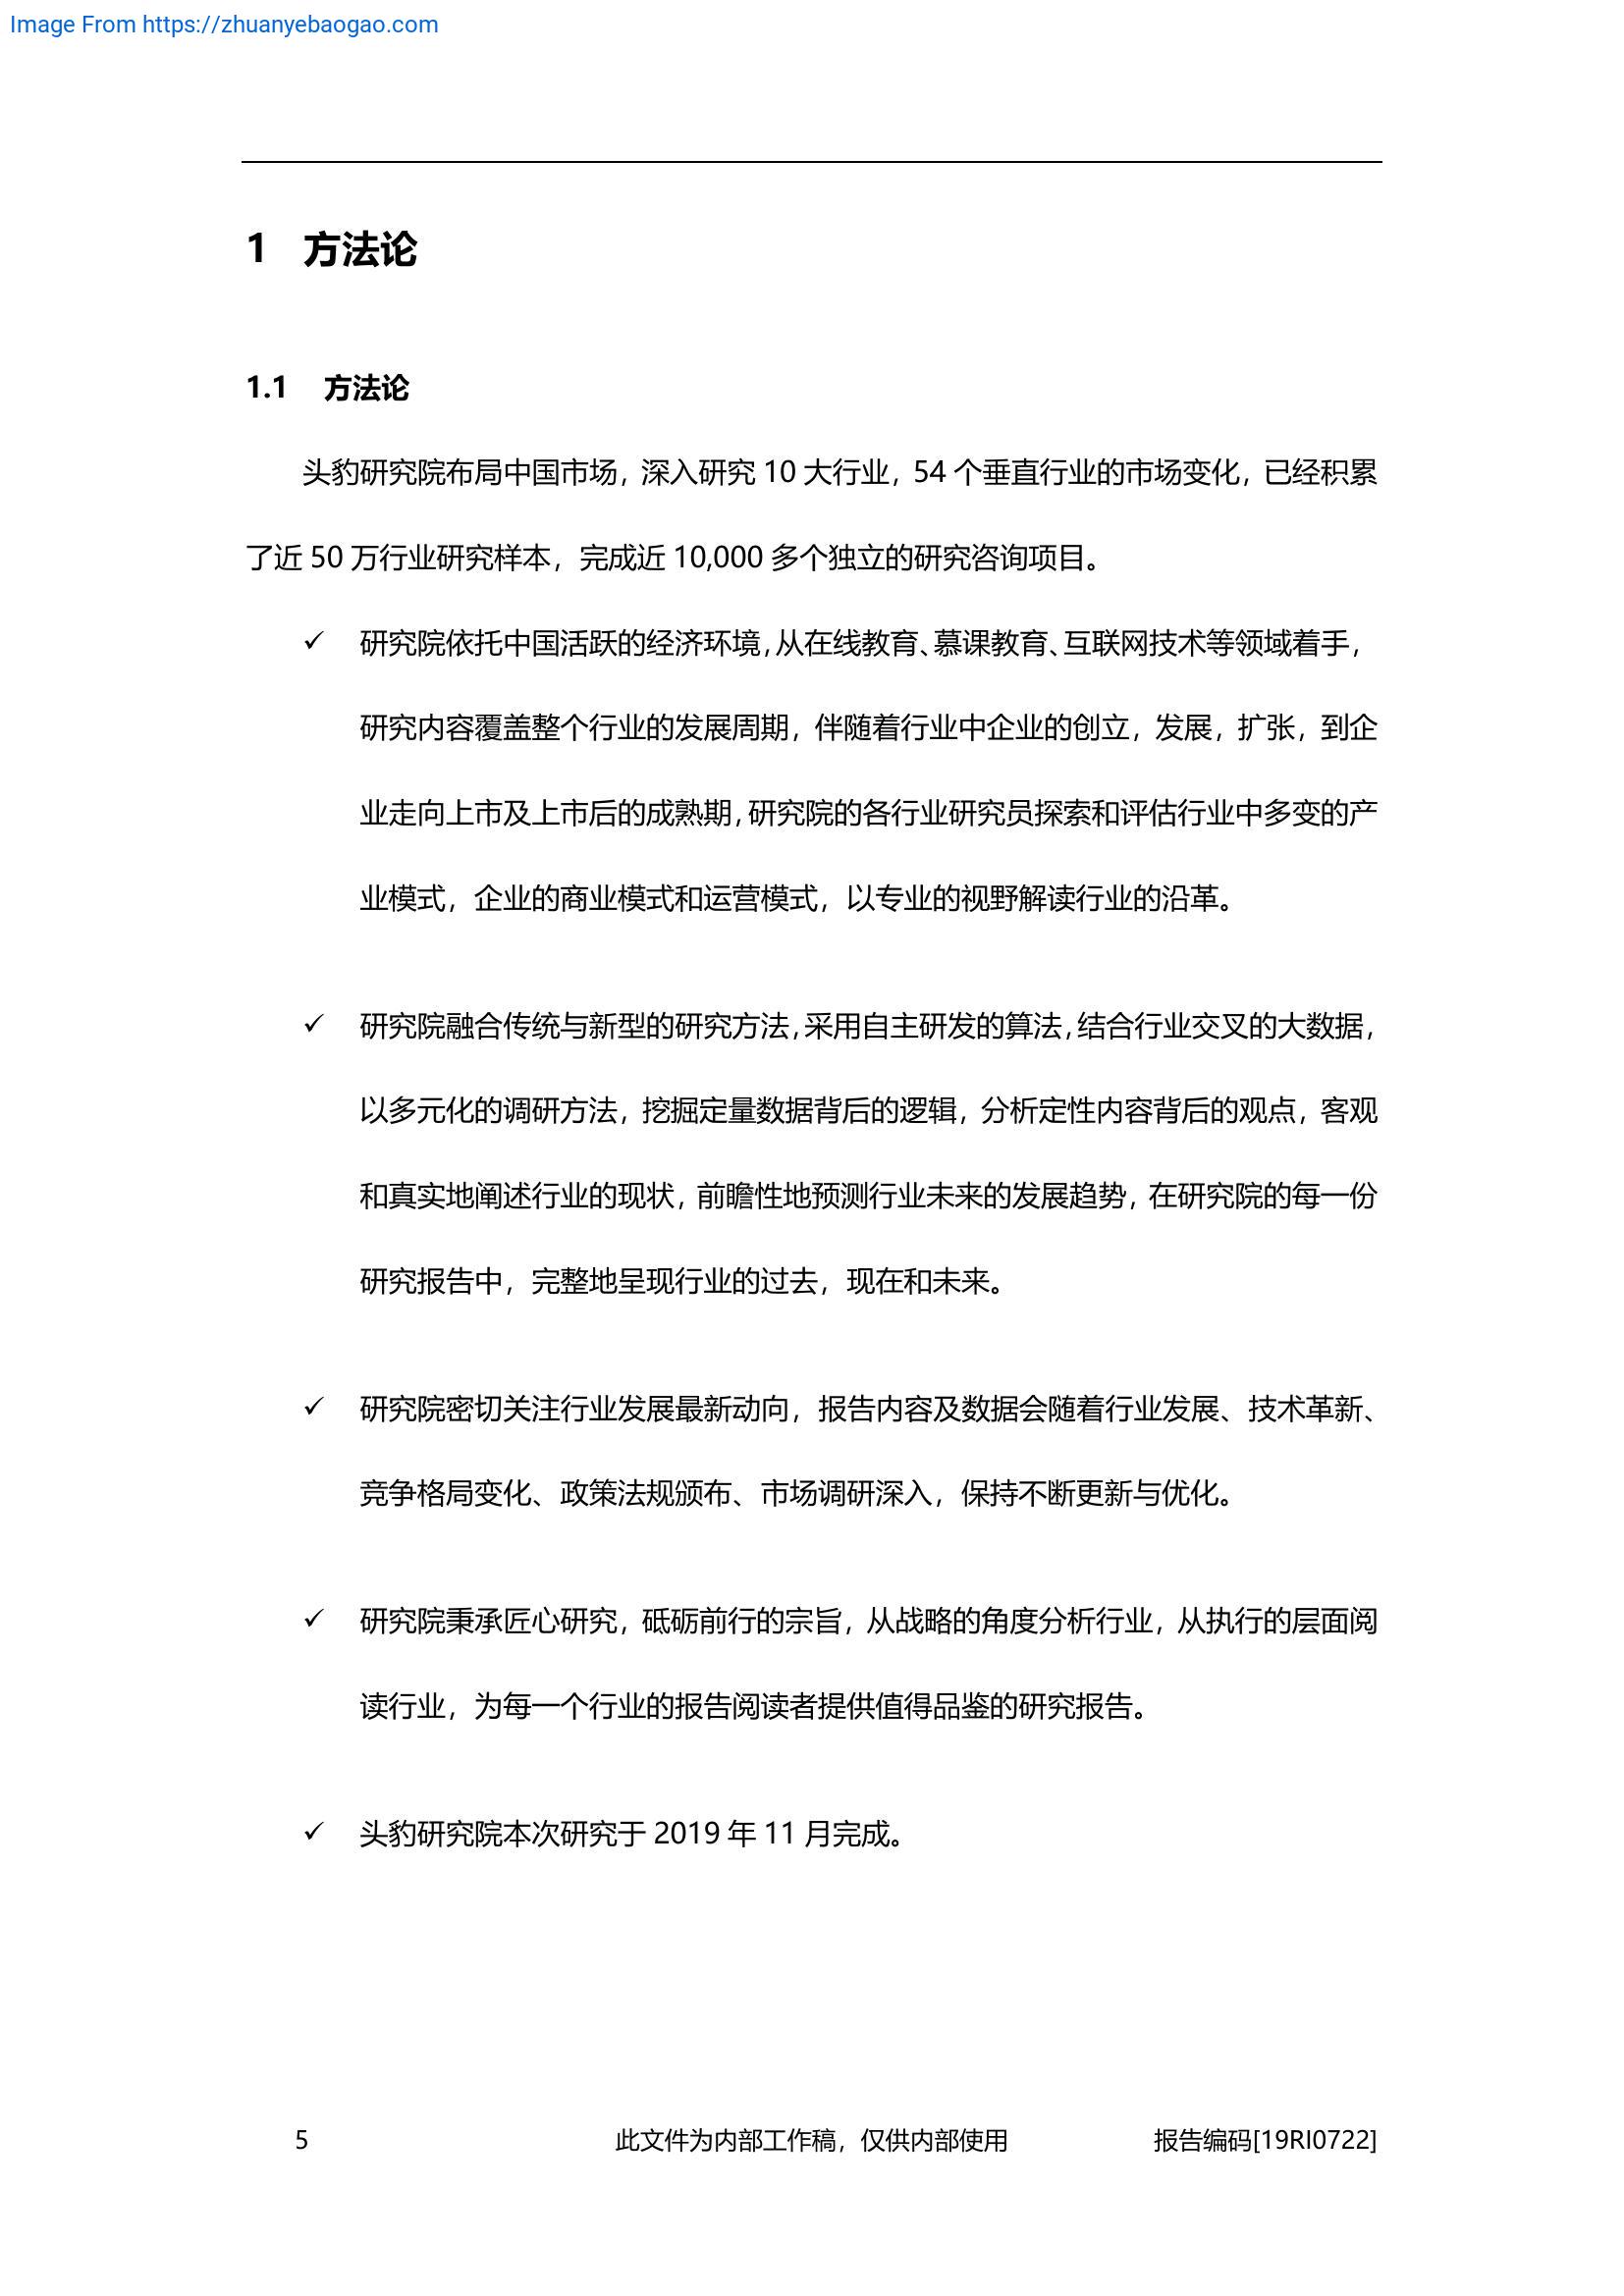 Image From https://zhuanyebaogao.com
1 方法论
1.1 方法论
头豹研究院布局中国市场，深入研究 10 大行业，54 个垂直行业的市场变化，已经积累
了近 50 万行业研究样本，完成近 10,000 多个独立的研究咨询项目。
✓ 研究院依托中国活跃的经济环境，从在线教育、慕课教育、互联网技术等领域着手，
研究内容覆盖整个行业的发展周期，伴随着行业中企业的创立，发展，扩张，到企
业走向上市及上市后的成熟期，研究院的各行业研究员探索和评估行业中多变的产
业模式，企业的商业模式和运营模式，以专业的视野解读行业的沿革。
✓ 研究院融合传统与新型的研究方法，采用自主研发的算法，结合行业交叉的大数据，
以多元化的调研方法，挖掘定量数据背后的逻辑，分析定性内容背后的观点，客观
和真实地阐述行业的现状，前瞻性地预测行业未来的发展趋势，在研究院的每一份
研究报告中，完整地呈现行业的过去，现在和未来。
✓ 研究院密切关注行业发展最新动向，报告内容及数据会随着行业发展、技术革新、
竞争格局变化、政策法规颁布、市场调研深入，保持不断更新与优化。
✓ 研究院秉承匠心研究，砥砺前行的宗旨，从战略的角度分析行业，从执行的层面阅
读行业，为每一个行业的报告阅读者提供值得品鉴的研究报告。
✓ 头豹研究院本次研究于 2019 年 11 月完成。
5 此文件为内部工作稿，仅供内部使用 报告编码[19RI0722]